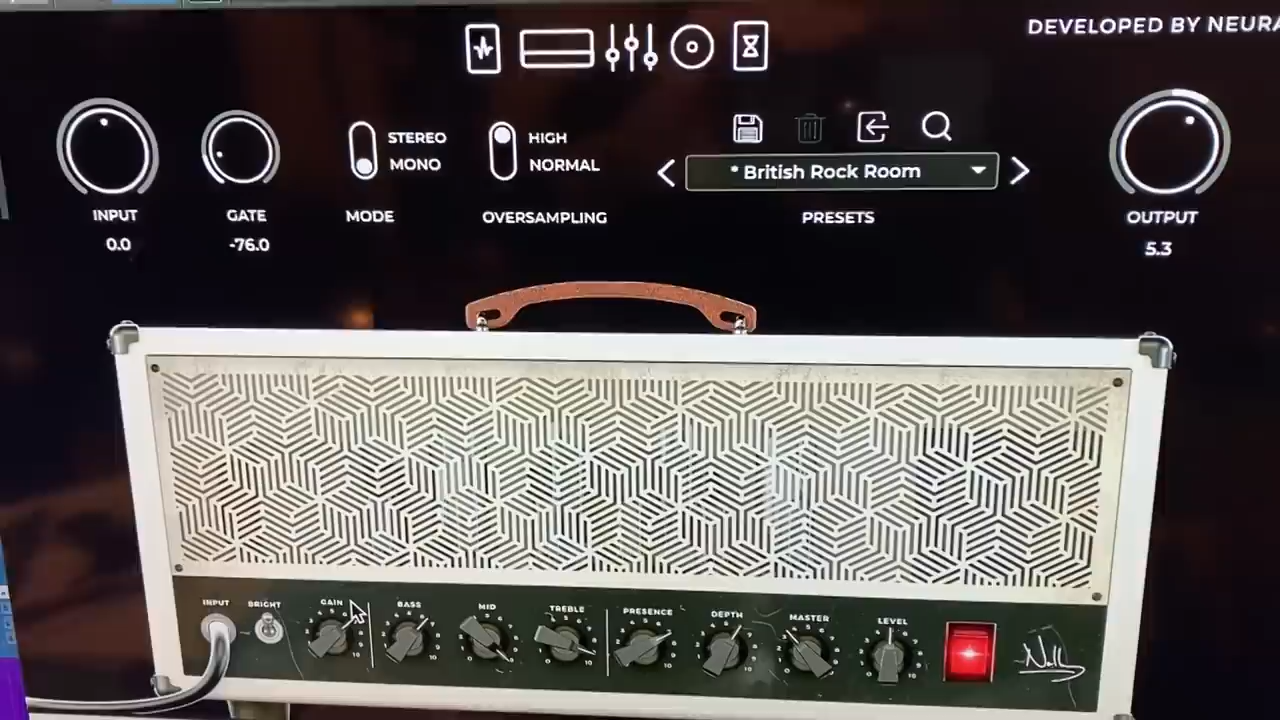 DEVELOPED BY NEURA
STEREO
MONO
HIGH
NORMAL
* British Rock Room
INPUT
GATE
MODE
OVERSAMPLING
PRESETS
OUTPUT
0.0
-76.0
5.3
INPUT
BRIGHT
GAIN
BASS
MID
TREBLE
PRESENCE
DEPTH
MASTER
LEVEL
Nolly